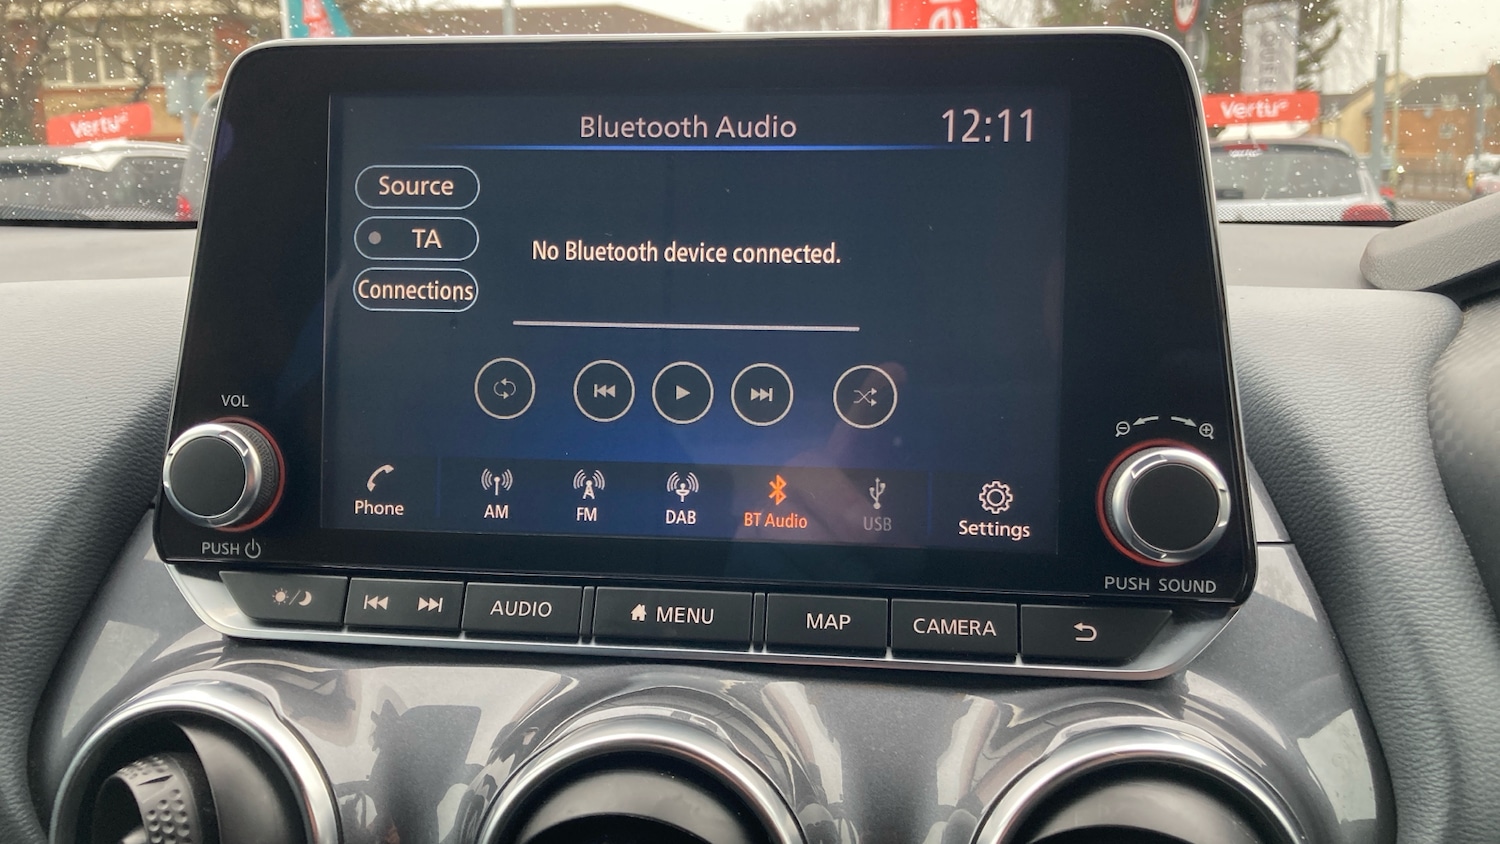 Vertu
Vertu
Bluetooth Audio
12:11
Source
TA
Connections
No Bluetooth device connected.
Phone
AM
FM
DAB
BT Audio
USB
Settings
VOL
PUSH
PUSH SOUND
AUDIO
MENU
MAP
CAMERA